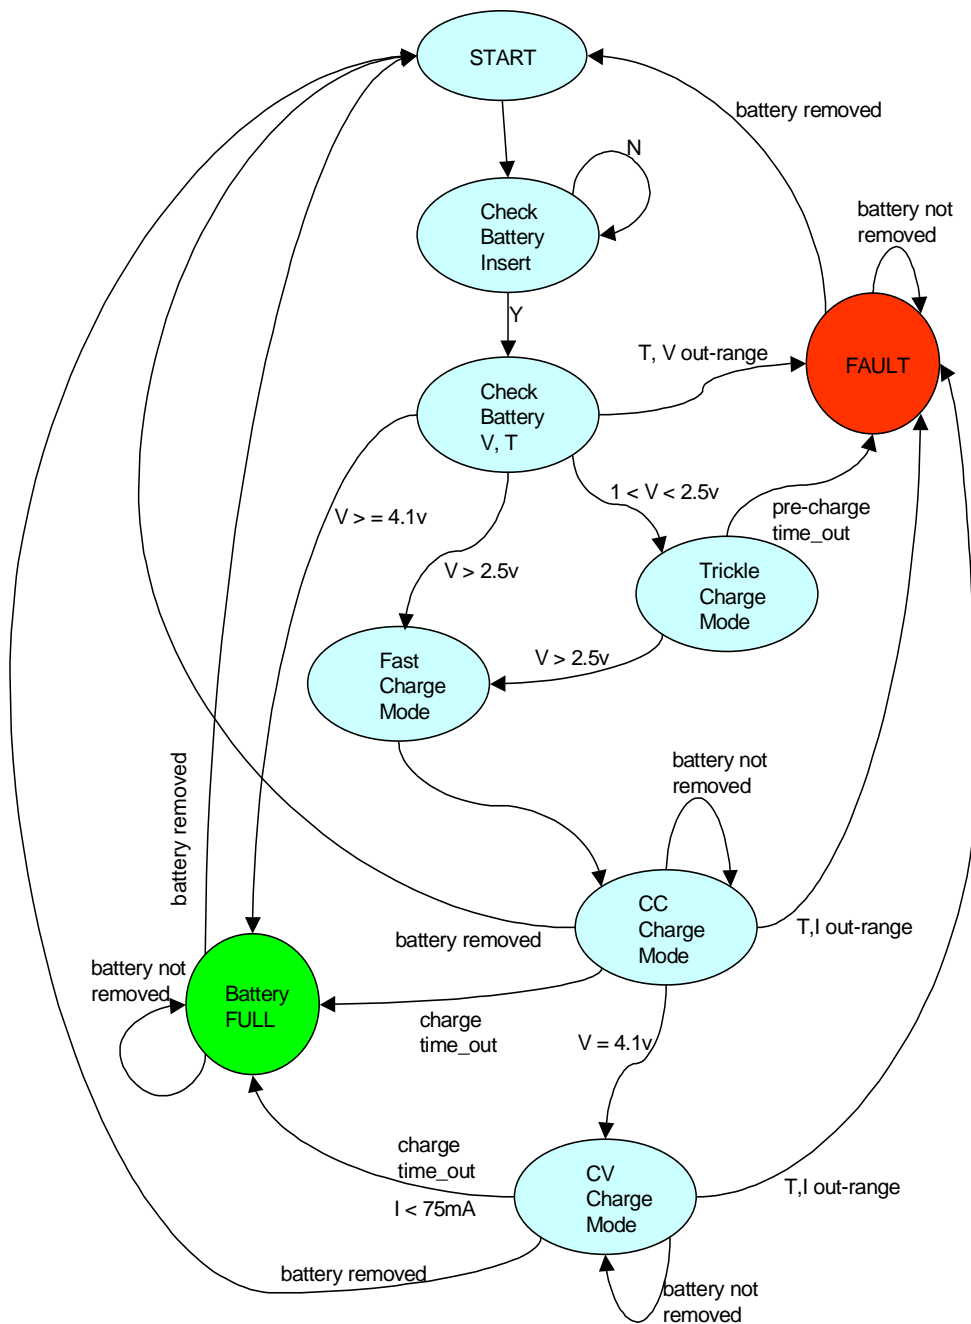 START
battery removed
N
Check
Battery
Insert
battery not
removed
Y
T, V out-range
FAULT
Check
Battery
V, T
1 < V < 2.5v
V > = 4.1v
pre-charge
time_out
V > 2.5v
Trickle
Charge
Mode
Fast
Charge
Mode
V > 2.5v
battery removed
battery not
removed
CC
Charge
Mode
battery removed
T,I out-range
battery not
removed
Battery
FULL
charge
time_out
V = 4.1v
charge
time_out
I < 75mA
CV
Charge
Mode
T,I out-range
battery removed
battery not
removed